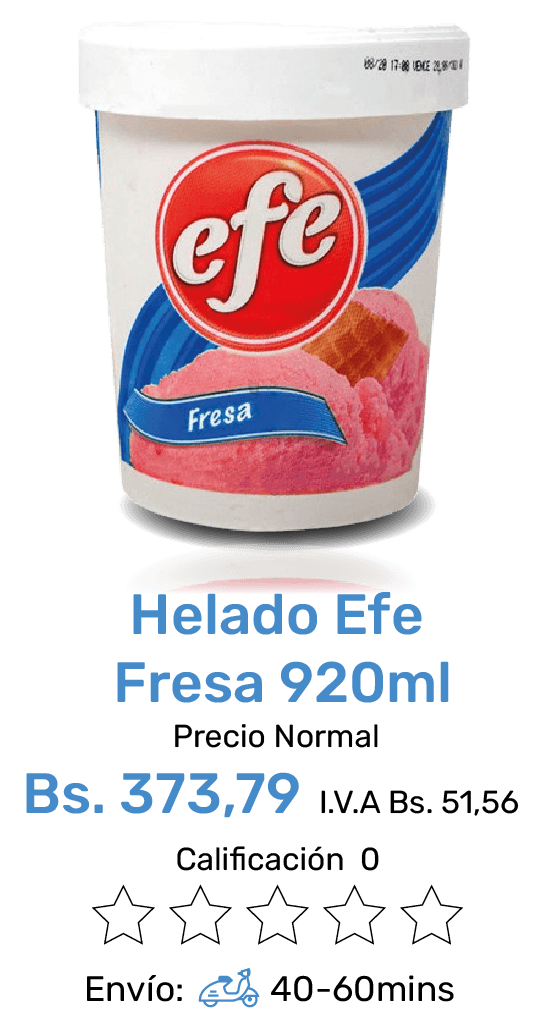 efe
Fresa
Helado Efe
Fresa 920ml
Precio Normal
Bs. 373,79 I.V.A Bs. 51,56
Calificación 0
Envío: 40-60mins